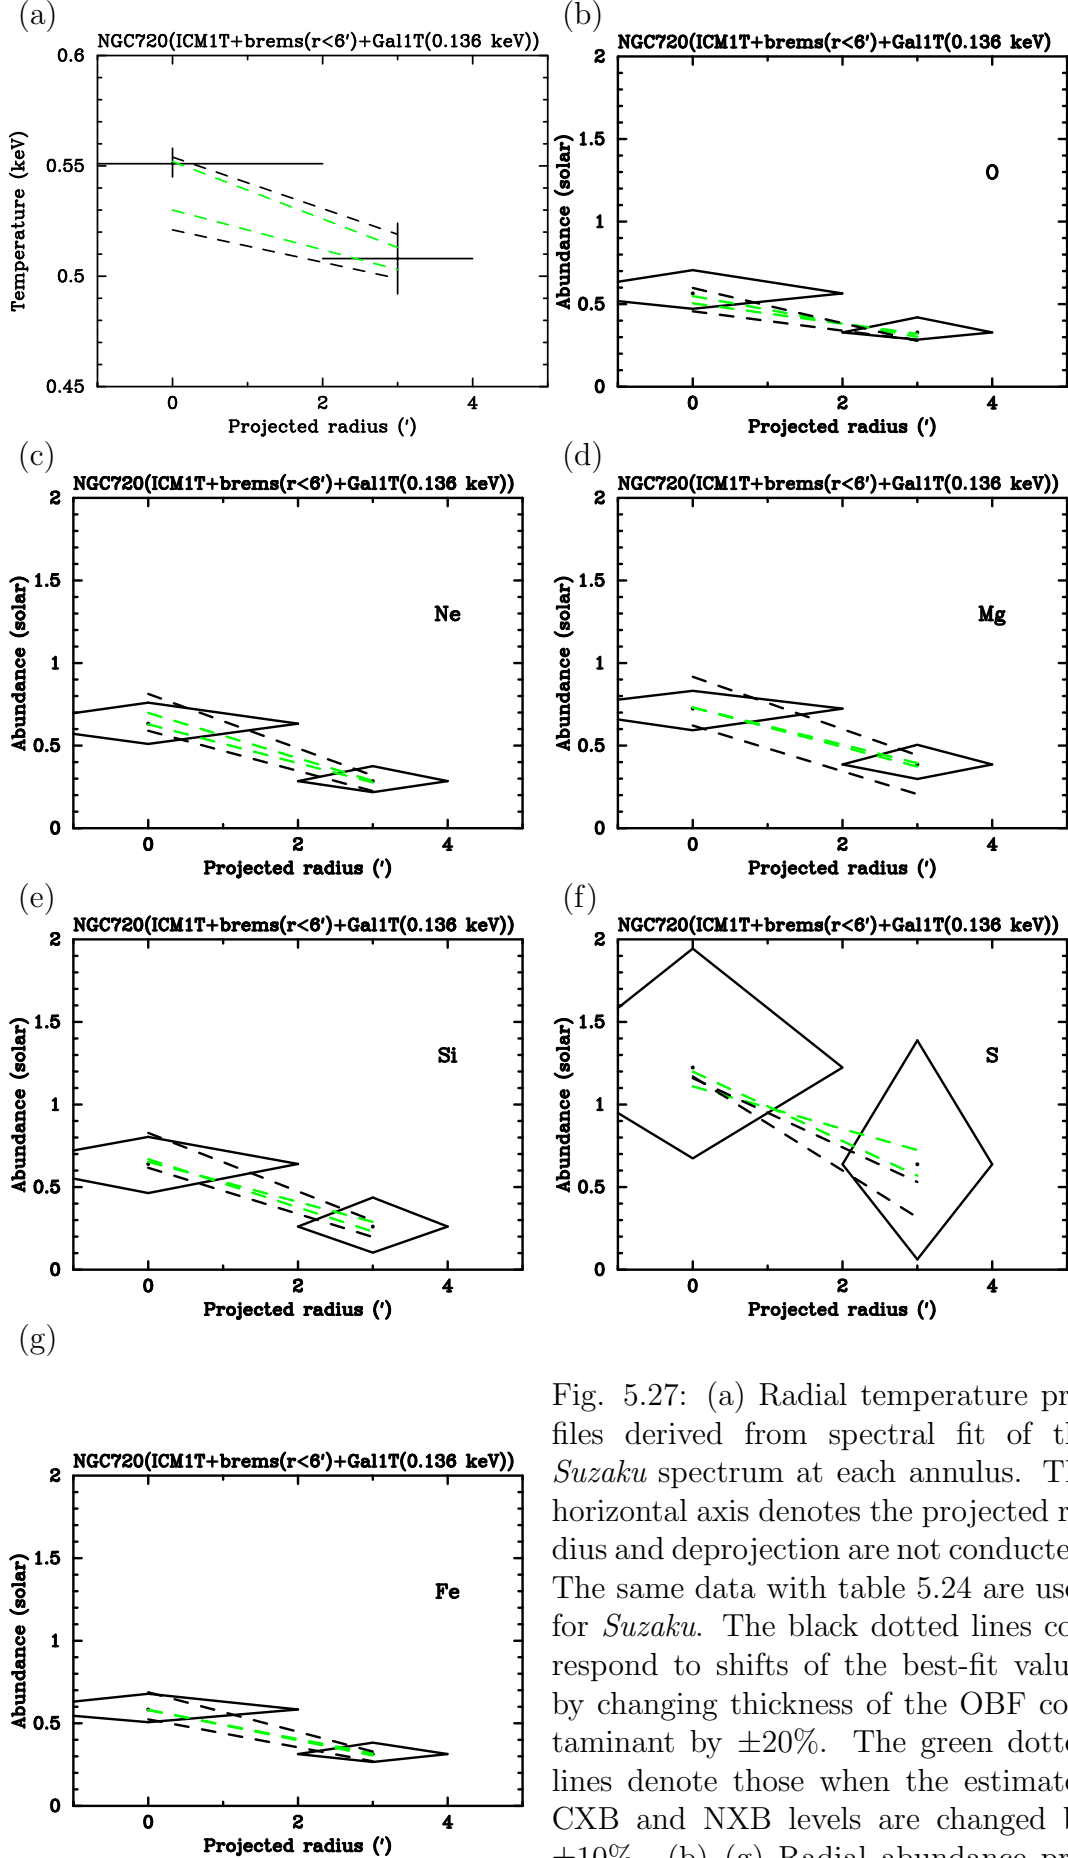 (a)
NGC720(ICM1T+brems(r<6′)+Gal1T(0.136 keV))
0.6
0.55
0.5
0.45
Temperature (keV)
0 2 4
Projected radius (′)
(b)
NGC720(ICM1T+brems(r<6′)+Gal1T(0.136 keV)
2
1.5
1
0.5
0
Abundance (solar)
O
0 2 4
Projected radius (′)
(c)
NGC720(ICM1T+brems(r<6′)+Gal1T(0.136 keV))
2
1.5
1
0.5
0
Abundance (solar)
Ne
0 2 4
Projected radius (′)
(d)
NGC720(ICM1T+brems(r<6′)+Gal1T(0.136 keV))
2
1.5
1
0.5
0
Abundance (solar)
Mg
0 2 4
Projected radius (′)
(e)
NGC720(ICM1T+brems(r<6′)+Gal1T(0.136 keV))
2
1.5
1
0.5
0
Abundance (solar)
Si
0 2 4
Projected radius (′)
(f)
NGC720(ICM1T+brems(r<6′)+Gal1T(0.136 keV))
2
1.5
1
0.5
0
Abundance (solar)
S
0 2 4
Projected radius (′)
(g)
NGC720(ICM1T+brems(r<6′)+Gal1T(0.136 keV))
2
1.5
1
0.5
0
Abundance (solar)
Fe
0 2 4
Projected radius (′)
Fig. 5.27: (a) Radial temperature pr
files derived from spectral fit of th
Suzaku spectrum at each annulus. Th
horizontal axis denotes the projected r
dius and deprojection are not conducte
The same data with table 5.24 are use
for Suzaku. The black dotted lines co
respond to shifts of the best-fit valu
by changing thickness of the OBF co
taminant by ±20%. The green dotte
lines denote those when the estimate
CXB and NXB levels are changed b
±10%. (b)-(g) Radial abundance pr